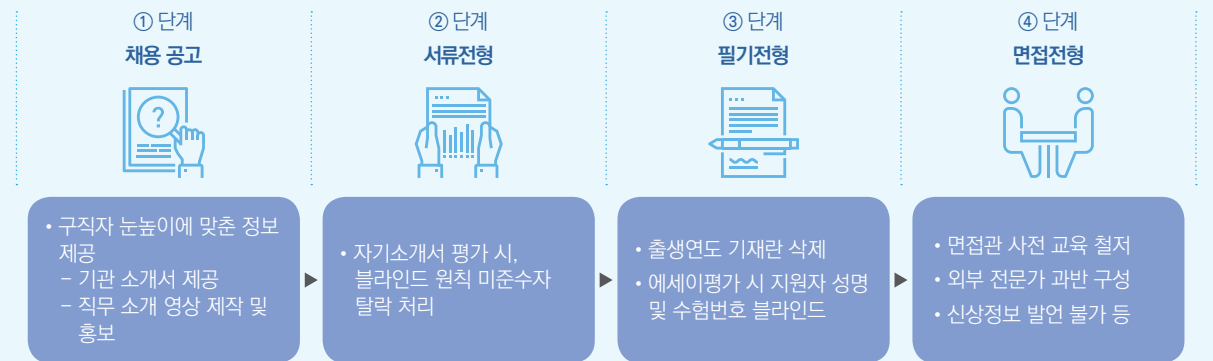 ① 단계
채용 공고
② 단계
서류전형
③ 단계
필기전형
④ 단계
면접전형
?
• 구직자 눈높이에 맞춘 정보
제공
– 기관 소개서 제공
– 직무 소개 영상 제작 및
홍보
• 자기소개서 평가 시,
블라인드 원칙 미준수자
탈락 처리
• 출생연도 기재란 삭제
• 에세이평가 시 지원자 성명
및 수험번호 블라인드
• 면접관 사전 교육 철저
• 외부 전문가 과반 구성
• 신상정보 발언 불가 등